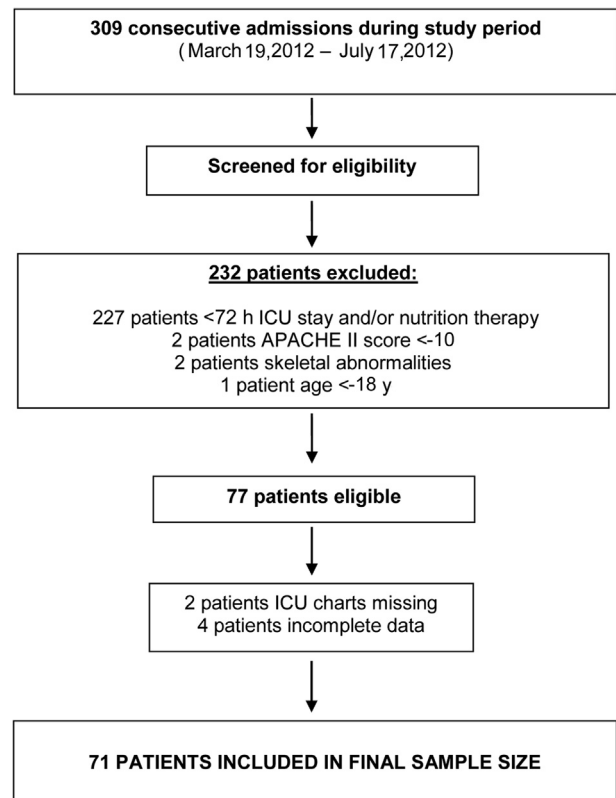 309 consecutive admissions during study period
(March 19,2012 – July 17,2012)
Screened for eligibility
232 patients excluded:
227 patients <72 h ICU stay and/or nutrition therapy
2 patients APACHE II score <-10
2 patients skeletal abnormalities
1 patient age <-18 y
77 patients eligible
2 patients ICU charts missing
4 patients incomplete data
71 PATIENTS INCLUDED IN FINAL SAMPLE SIZE